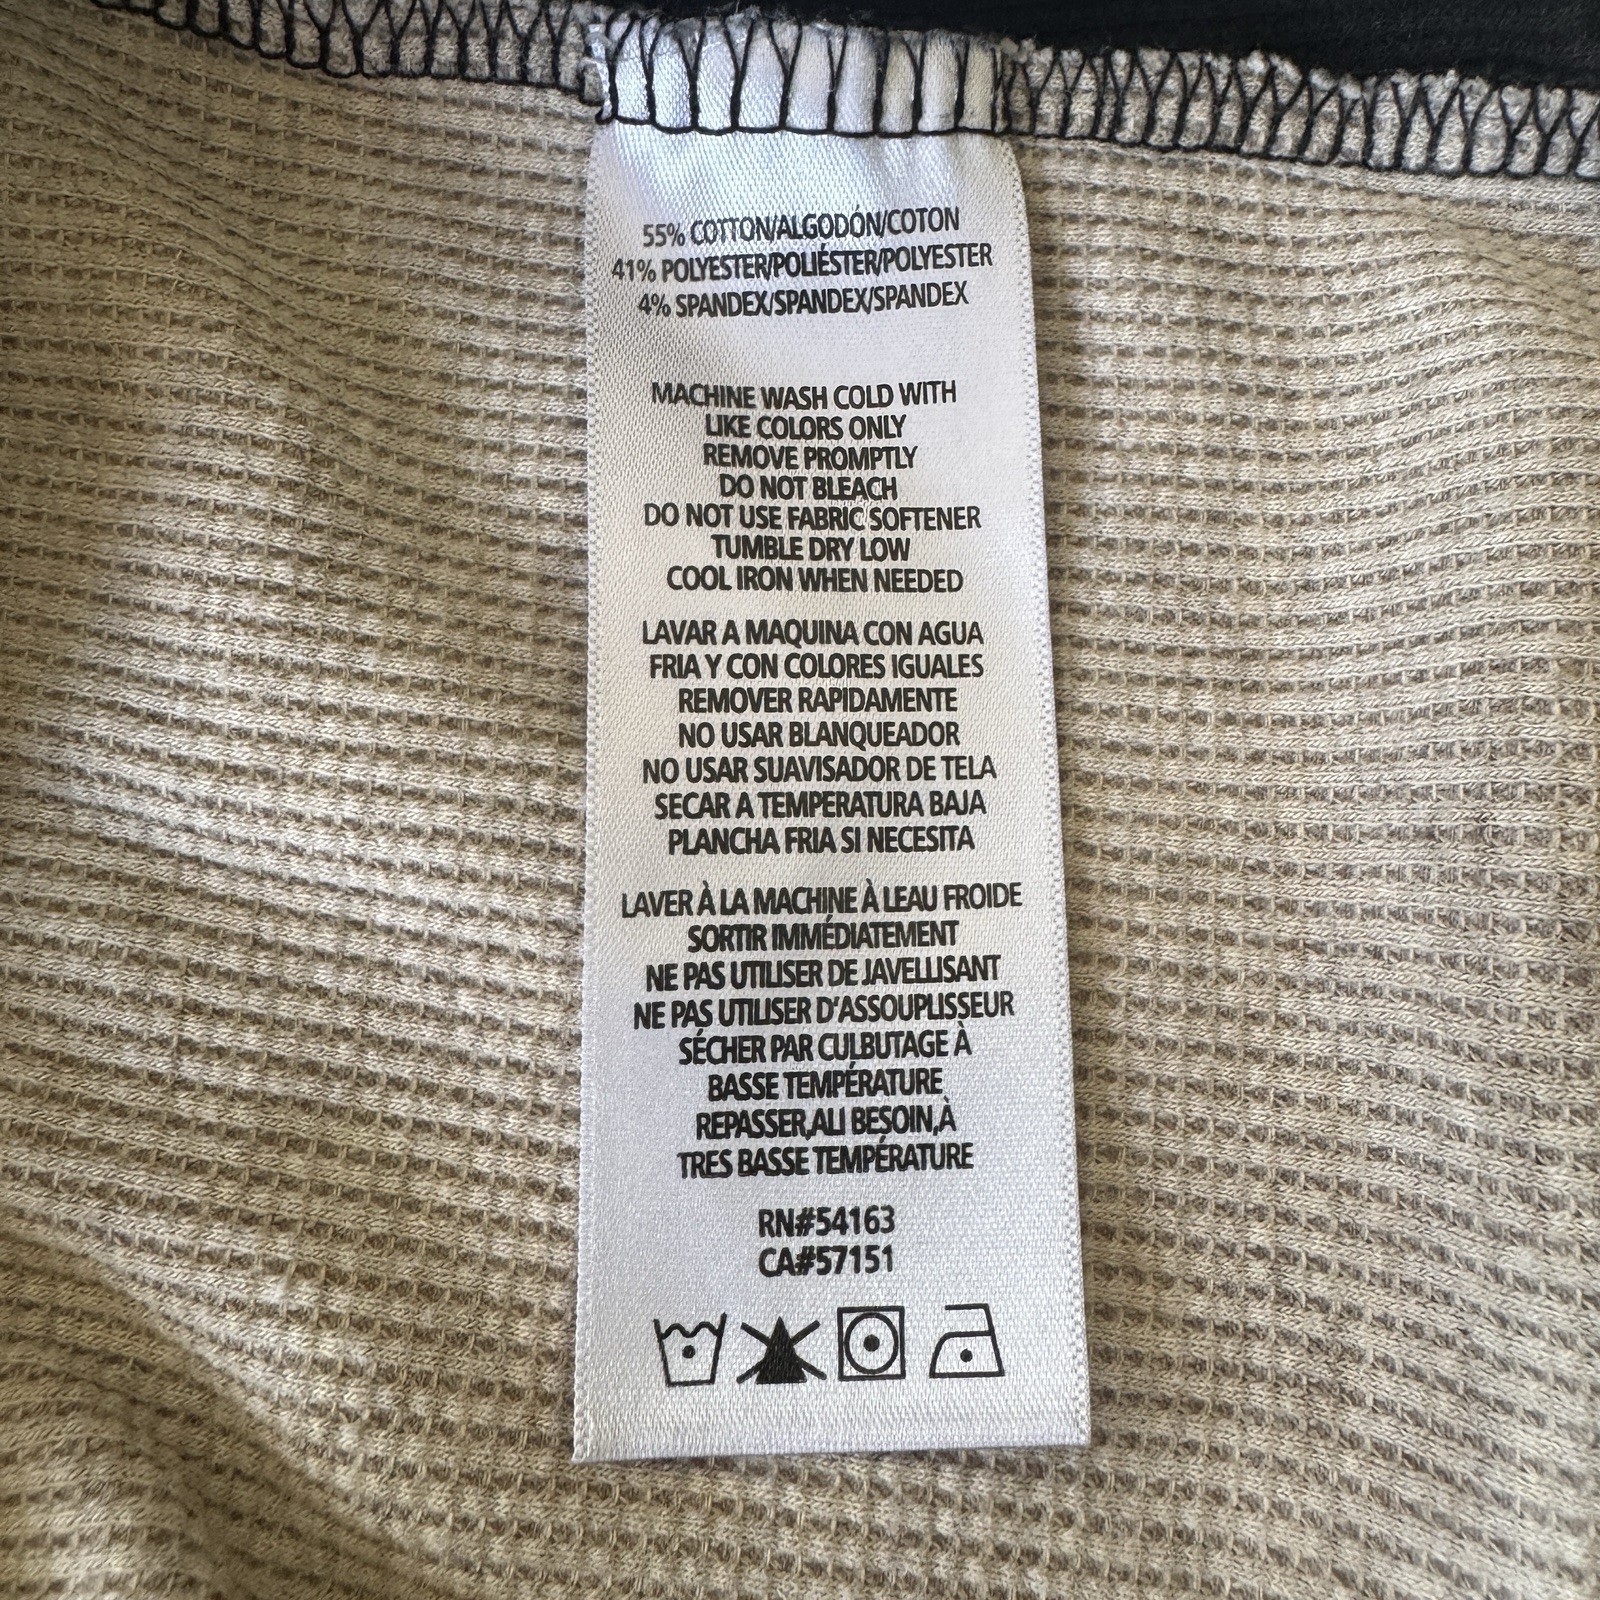 55% COTTON/ALGODÓN/COTON
41% POLYESTER/POLIÉSTER/POLYESTER
4% SPANDEX/SPANDEX/SPANDEX
MACHINE WASH COLD WITH
LIKE COLORS ONLY
REMOVE PROMPTLY
DO NOT BLEACH
DO NOT USE FABRIC SOFTENER
TUMBLE DRY LOW
COOL IRON WHEN NEEDED
LAVAR A MAQUINA CON AGUA
FRIA Y CON COLORES IGUALES
REMOVER RAPIDAMENTE
NO USAR BLANQUEADOR
NO USAR SUAVISADOR DE TELA
SECAR A TEMPERATURA BAJA
PLANCHA FRIA SI NECESITA
LAVER À LA MACHINE À LEAU FROIDE
SORTIR IMMÉDIATEMENT
NE PAS UTILISER DE JAVELLISANT
NE PAS UTILISER D'ASSOUPLISSEUR
SÉCHER PAR CULBUTAGE À
BASSE TEMPÉRATURE
REPASSER,ALI BESOIN,À
TRES BASSE TEMPÉRATURE
RN#54163
CA#57151